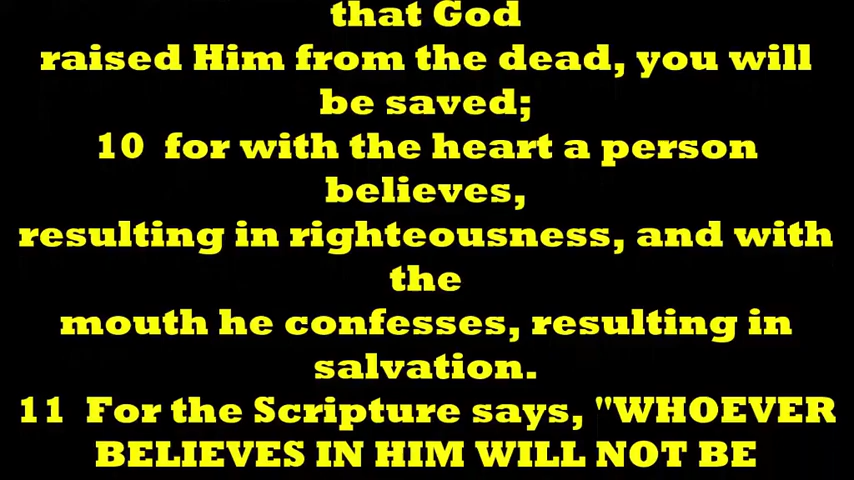 that God
raised Him from the dead, you will
be saved;
10 for with the heart a person
believes,
resulting in righteousness, and with
the
mouth he confesses, resulting in
salvation.
11 For the Scripture says, "WHOEVER
BELIEVES IN HIM WILL NOT BE